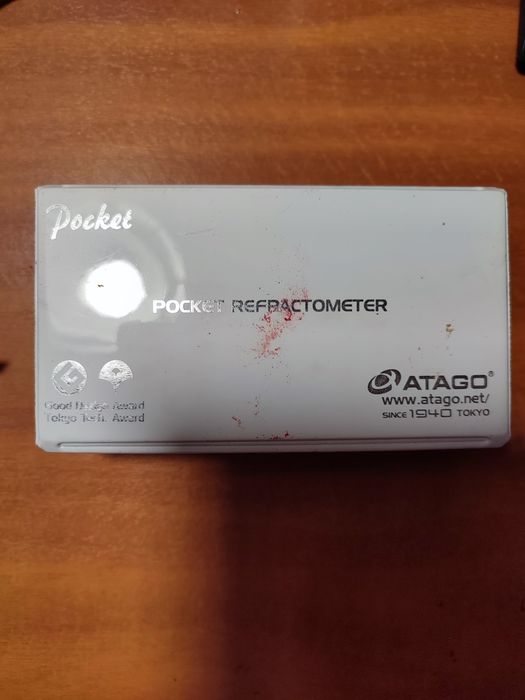 Pocket
POCKET REFRACTOMETER
Good Design Award
Tokyo Tech. Award
ATAGO®
www.atago.net/
SINCE 1940 TOKYO